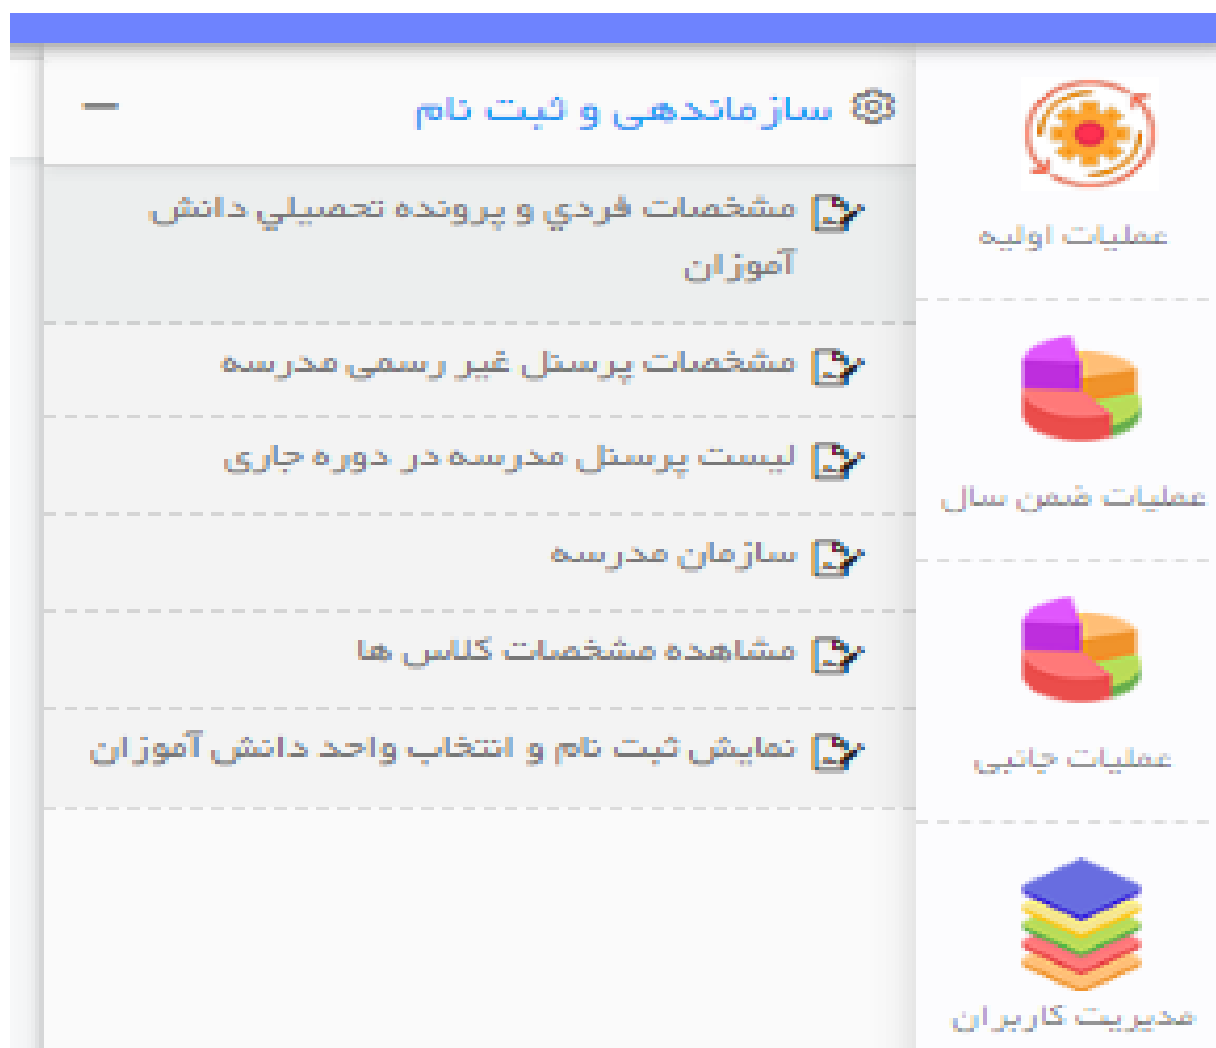 سازماندهی و ثبت نام
مشخصات فردي و پرونده تحصيلي دانش
آموزان
مشخصات پرسنل غیر رسمی مدرسه
لیست پرسنل مدرسه در دوره جاری
سازمان مدرسه
مشاهده مشخصات کلاس ها
نمایش ثبت نام و انتخاب واحد دانش آموزان
عملیات اولیه
عملیات ضمن سال
عملیات جانبی
مدیریت کاربران